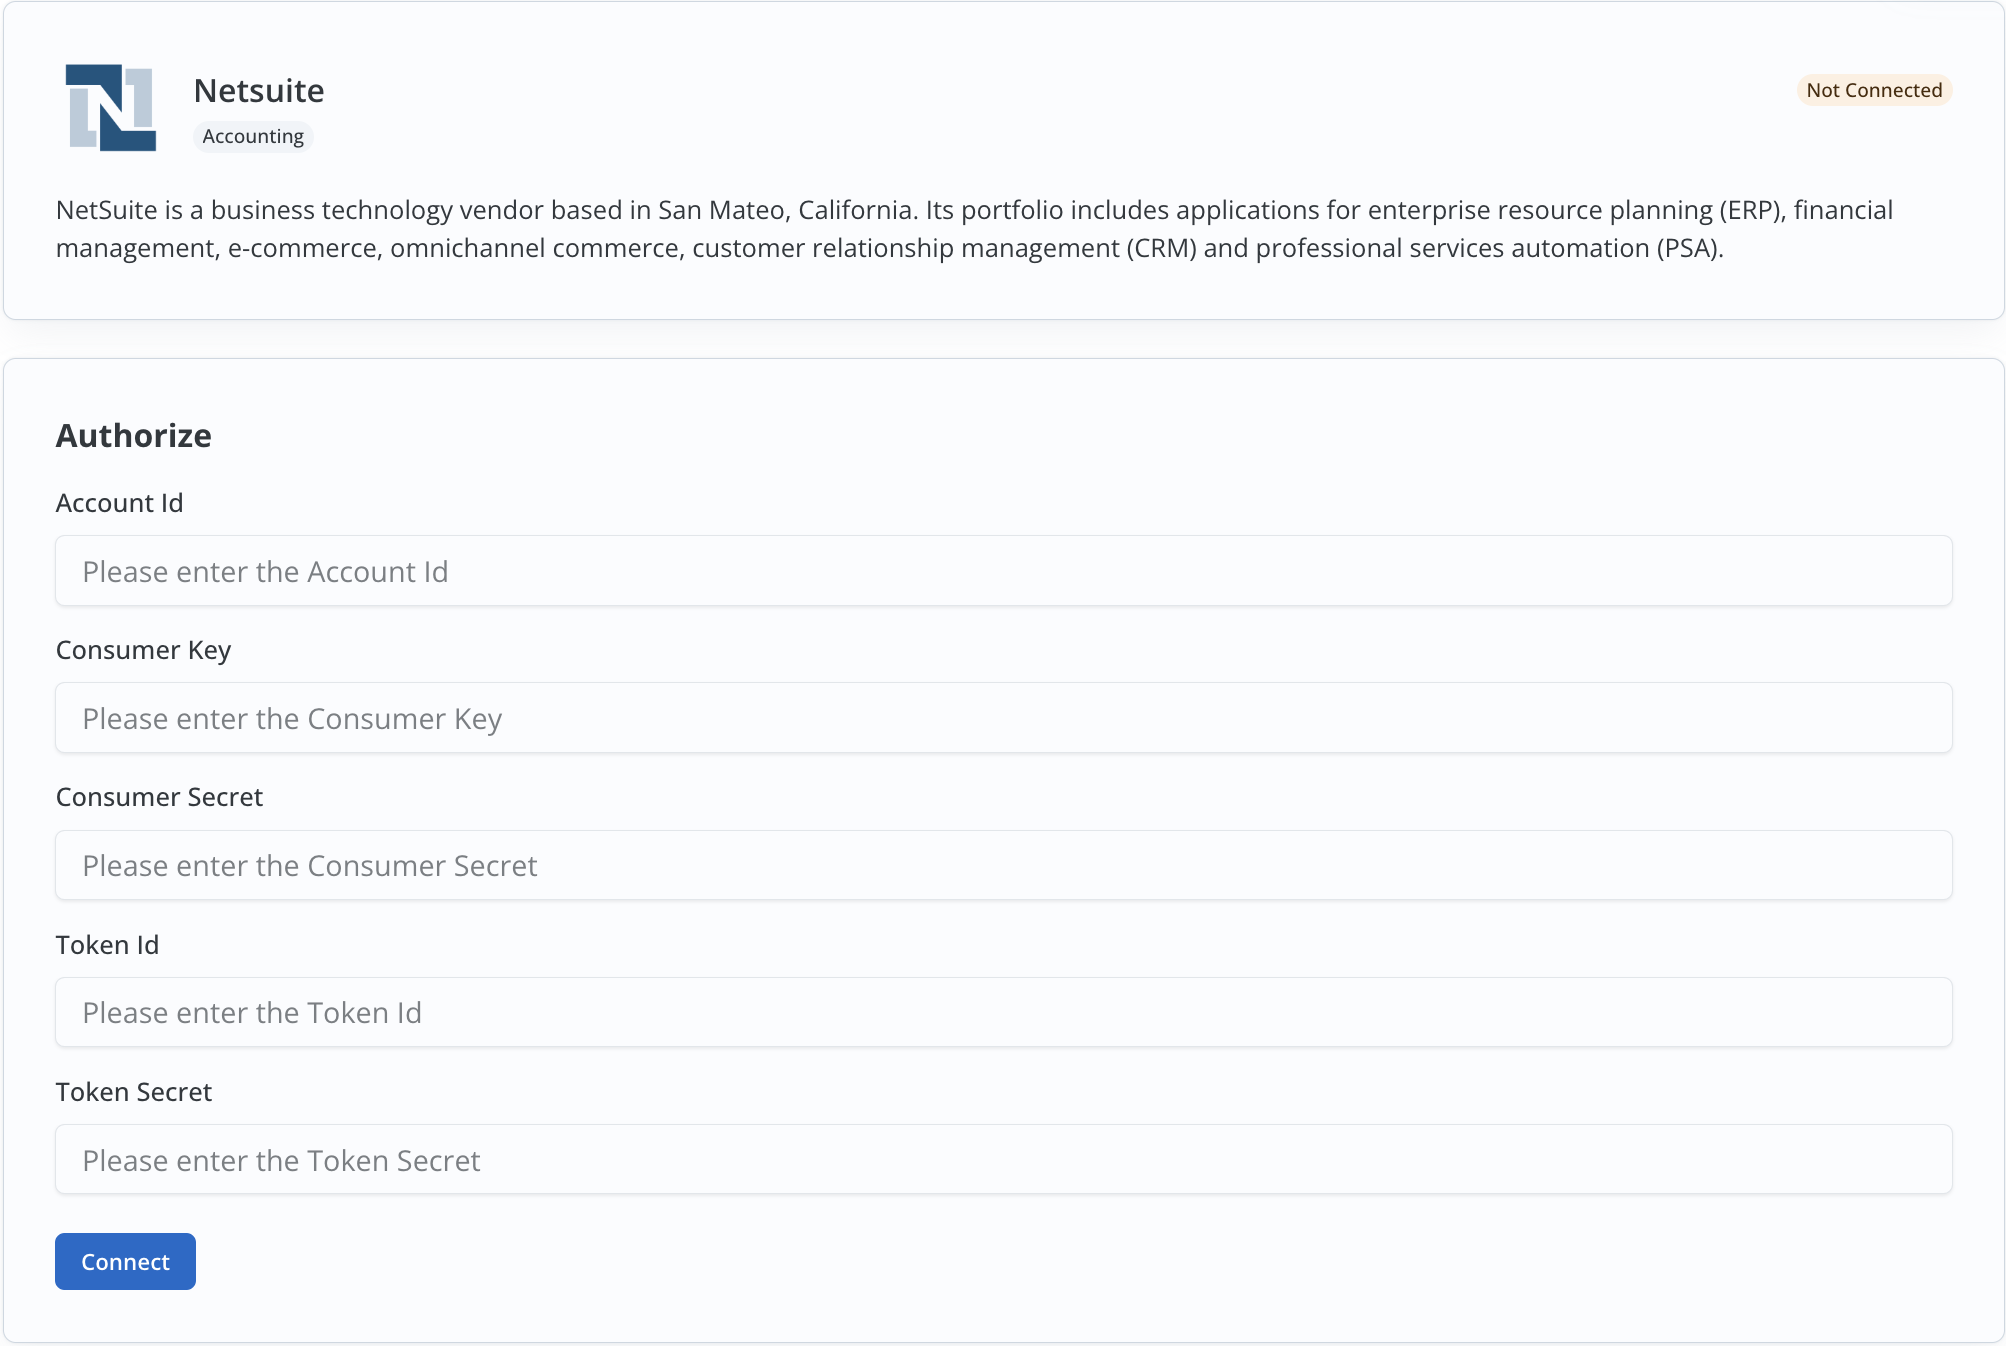 Netsuite
Not Connected
Accounting
NetSuite is a business technology vendor based in San Mateo, California. Its portfolio includes applications for enterprise resource planning (ERP), financial
management, e-commerce, omnichannel commerce, customer relationship management (CRM) and professional services automation (PSA).
Authorize
Account Id
Please enter the Account Id
Consumer Key
Please enter the Consumer Key
Consumer Secret
Please enter the Consumer Secret
Token Id
Please enter the Token Id
Token Secret
Please enter the Token Secret
Connect